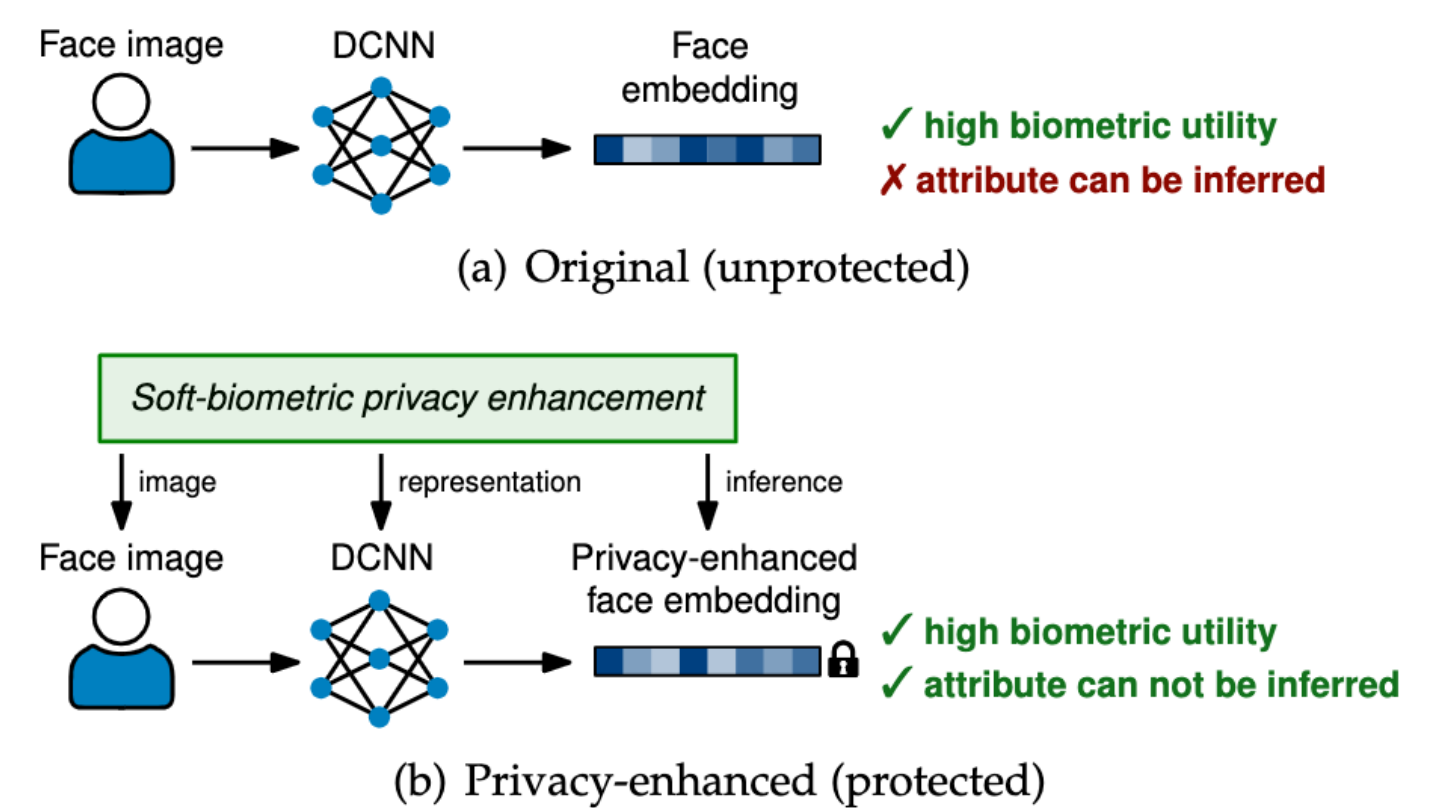 Face image
DCNN
Face
embedding
✓ high biometric utility
✗ attribute can be inferred
(a) Original (unprotected)
Soft-biometric privacy enhancement
image
representation
inference
Face image
DCNN
Privacy-enhanced
face embedding
✓ high biometric utility
✓ attribute can not be inferred
(b) Privacy-enhanced (protected)